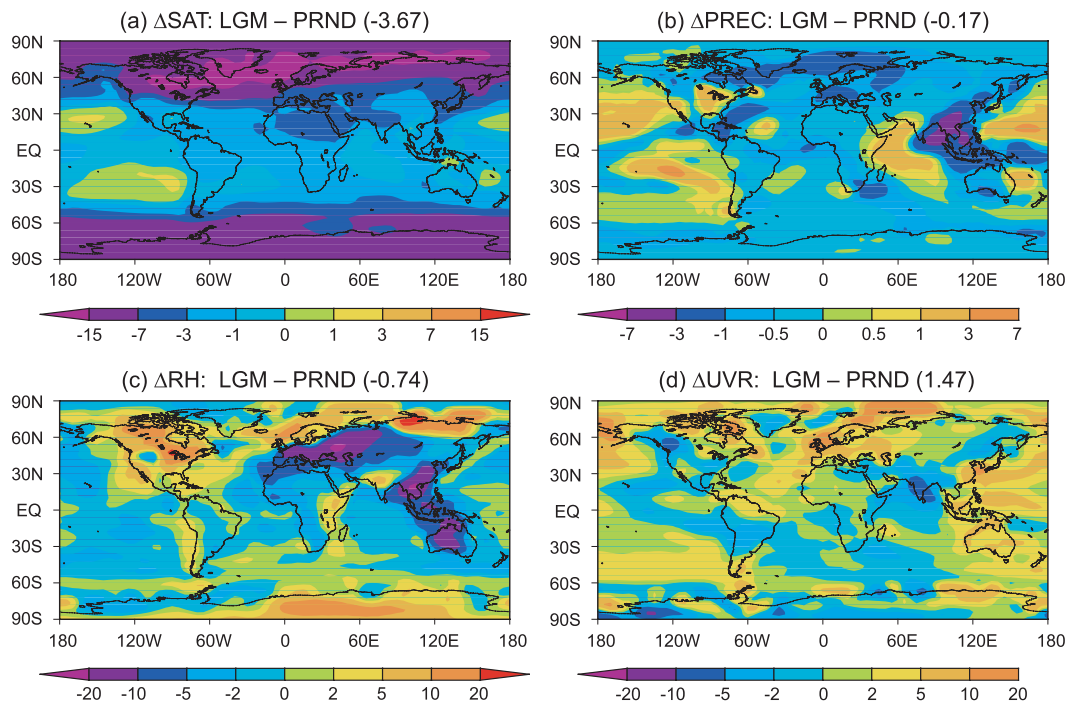 (a) ΔSAT: LGM – PRND (-3.67)
(b) ΔPREC: LGM – PRND (-0.17)
90N
60N
30N
EQ
30S
60S
90S
180 120W 60W 0 60E 120E 180
90N
60N
30N
EQ
30S
60S
90S
180 120W 60W 0 60E 120E 180
-15 -7 -3 -1 0 1 3 7 15
-7 -3 -1 -0.5 0 0.5 1 3 7
(c) ΔRH: LGM – PRND (-0.74)
(d) ΔUVR: LGM – PRND (1.47)
90N
60N
30N
EQ
30S
60S
90S
180 120W 60W 0 60E 120E 180
90N
60N
30N
EQ
30S
60S
90S
180 120W 60W 0 60E 120E 180
-20 -10 -5 -2 0 2 5 10 20
-20 -10 -5 -2 0 2 5 10 20